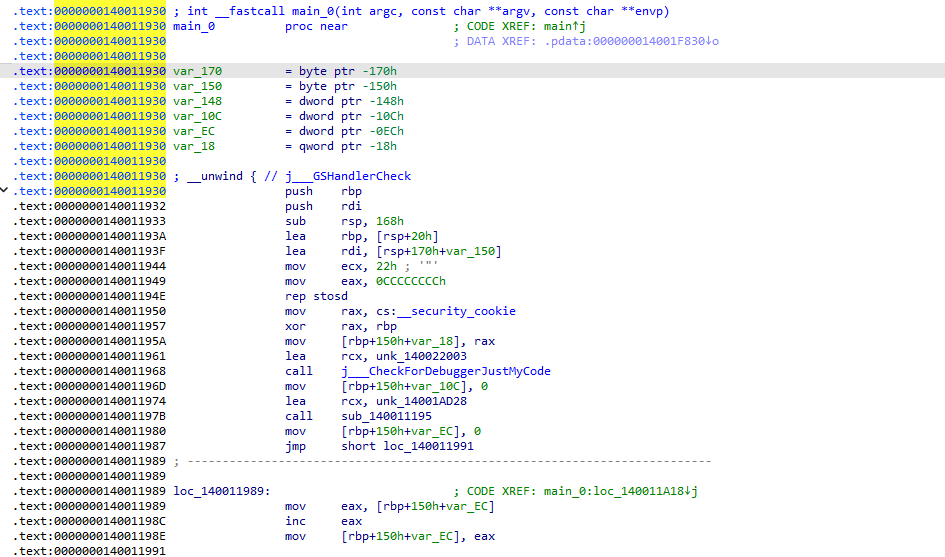 .text:0000000140011930 ; int __fastcall main_0(int argc, const char **argv, const char **envp)
.text:0000000140011930 main_0 proc near ; CODE XREF: main↑j
.text:0000000140011930 ; DATA XREF: .pdata:000000014001F830↓o
.text:0000000140011930
.text:0000000140011930 var_170 = byte ptr -170h
.text:0000000140011930 var_150 = byte ptr -150h
.text:0000000140011930 var_148 = dword ptr -148h
.text:0000000140011930 var_10C = dword ptr -10Ch
.text:0000000140011930 var_EC = dword ptr -0ECh
.text:0000000140011930 var_18 = qword ptr -18h
.text:0000000140011930
.text:0000000140011930 ; __unwind { // j___GSHandlerCheck
.text:0000000140011930 push rbp
.text:0000000140011932 push rdi
.text:0000000140011933 sub rsp, 168h
.text:000000014001193A lea rbp, [rsp+20h]
.text:000000014001193F lea rdi, [rsp+170h+var_150]
.text:0000000140011944 mov ecx, 22h ; '"'
.text:0000000140011949 mov eax, 0CCCCCCCCh
.text:000000014001194E rep stosd
.text:0000000140011950 mov rax, cs:__security_cookie
.text:0000000140011957 xor rax, rbp
.text:000000014001195A mov [rbp+150h+var_18], rax
.text:0000000140011961 lea rcx, unk_140022003
.text:0000000140011968 call j___CheckForDebuggerJustMyCode
.text:000000014001196D mov [rbp+150h+var_10C], 0
.text:0000000140011974 lea rcx, unk_14001AD28
.text:000000014001197B call sub_140011195
.text:0000000140011980 mov [rbp+150h+var_EC], 0
.text:0000000140011987 jmp short loc_140011991
.text:0000000140011989 ; ---------------------------------------------------------------------------
.text:0000000140011989
.text:0000000140011989 loc_140011989: ; CODE XREF: main_0:loc_140011A18↓j
.text:0000000140011989 mov eax, [rbp+150h+var_EC]
.text:000000014001198C inc eax
.text:000000014001198E mov [rbp+150h+var_EC], eax
.text:0000000140011991